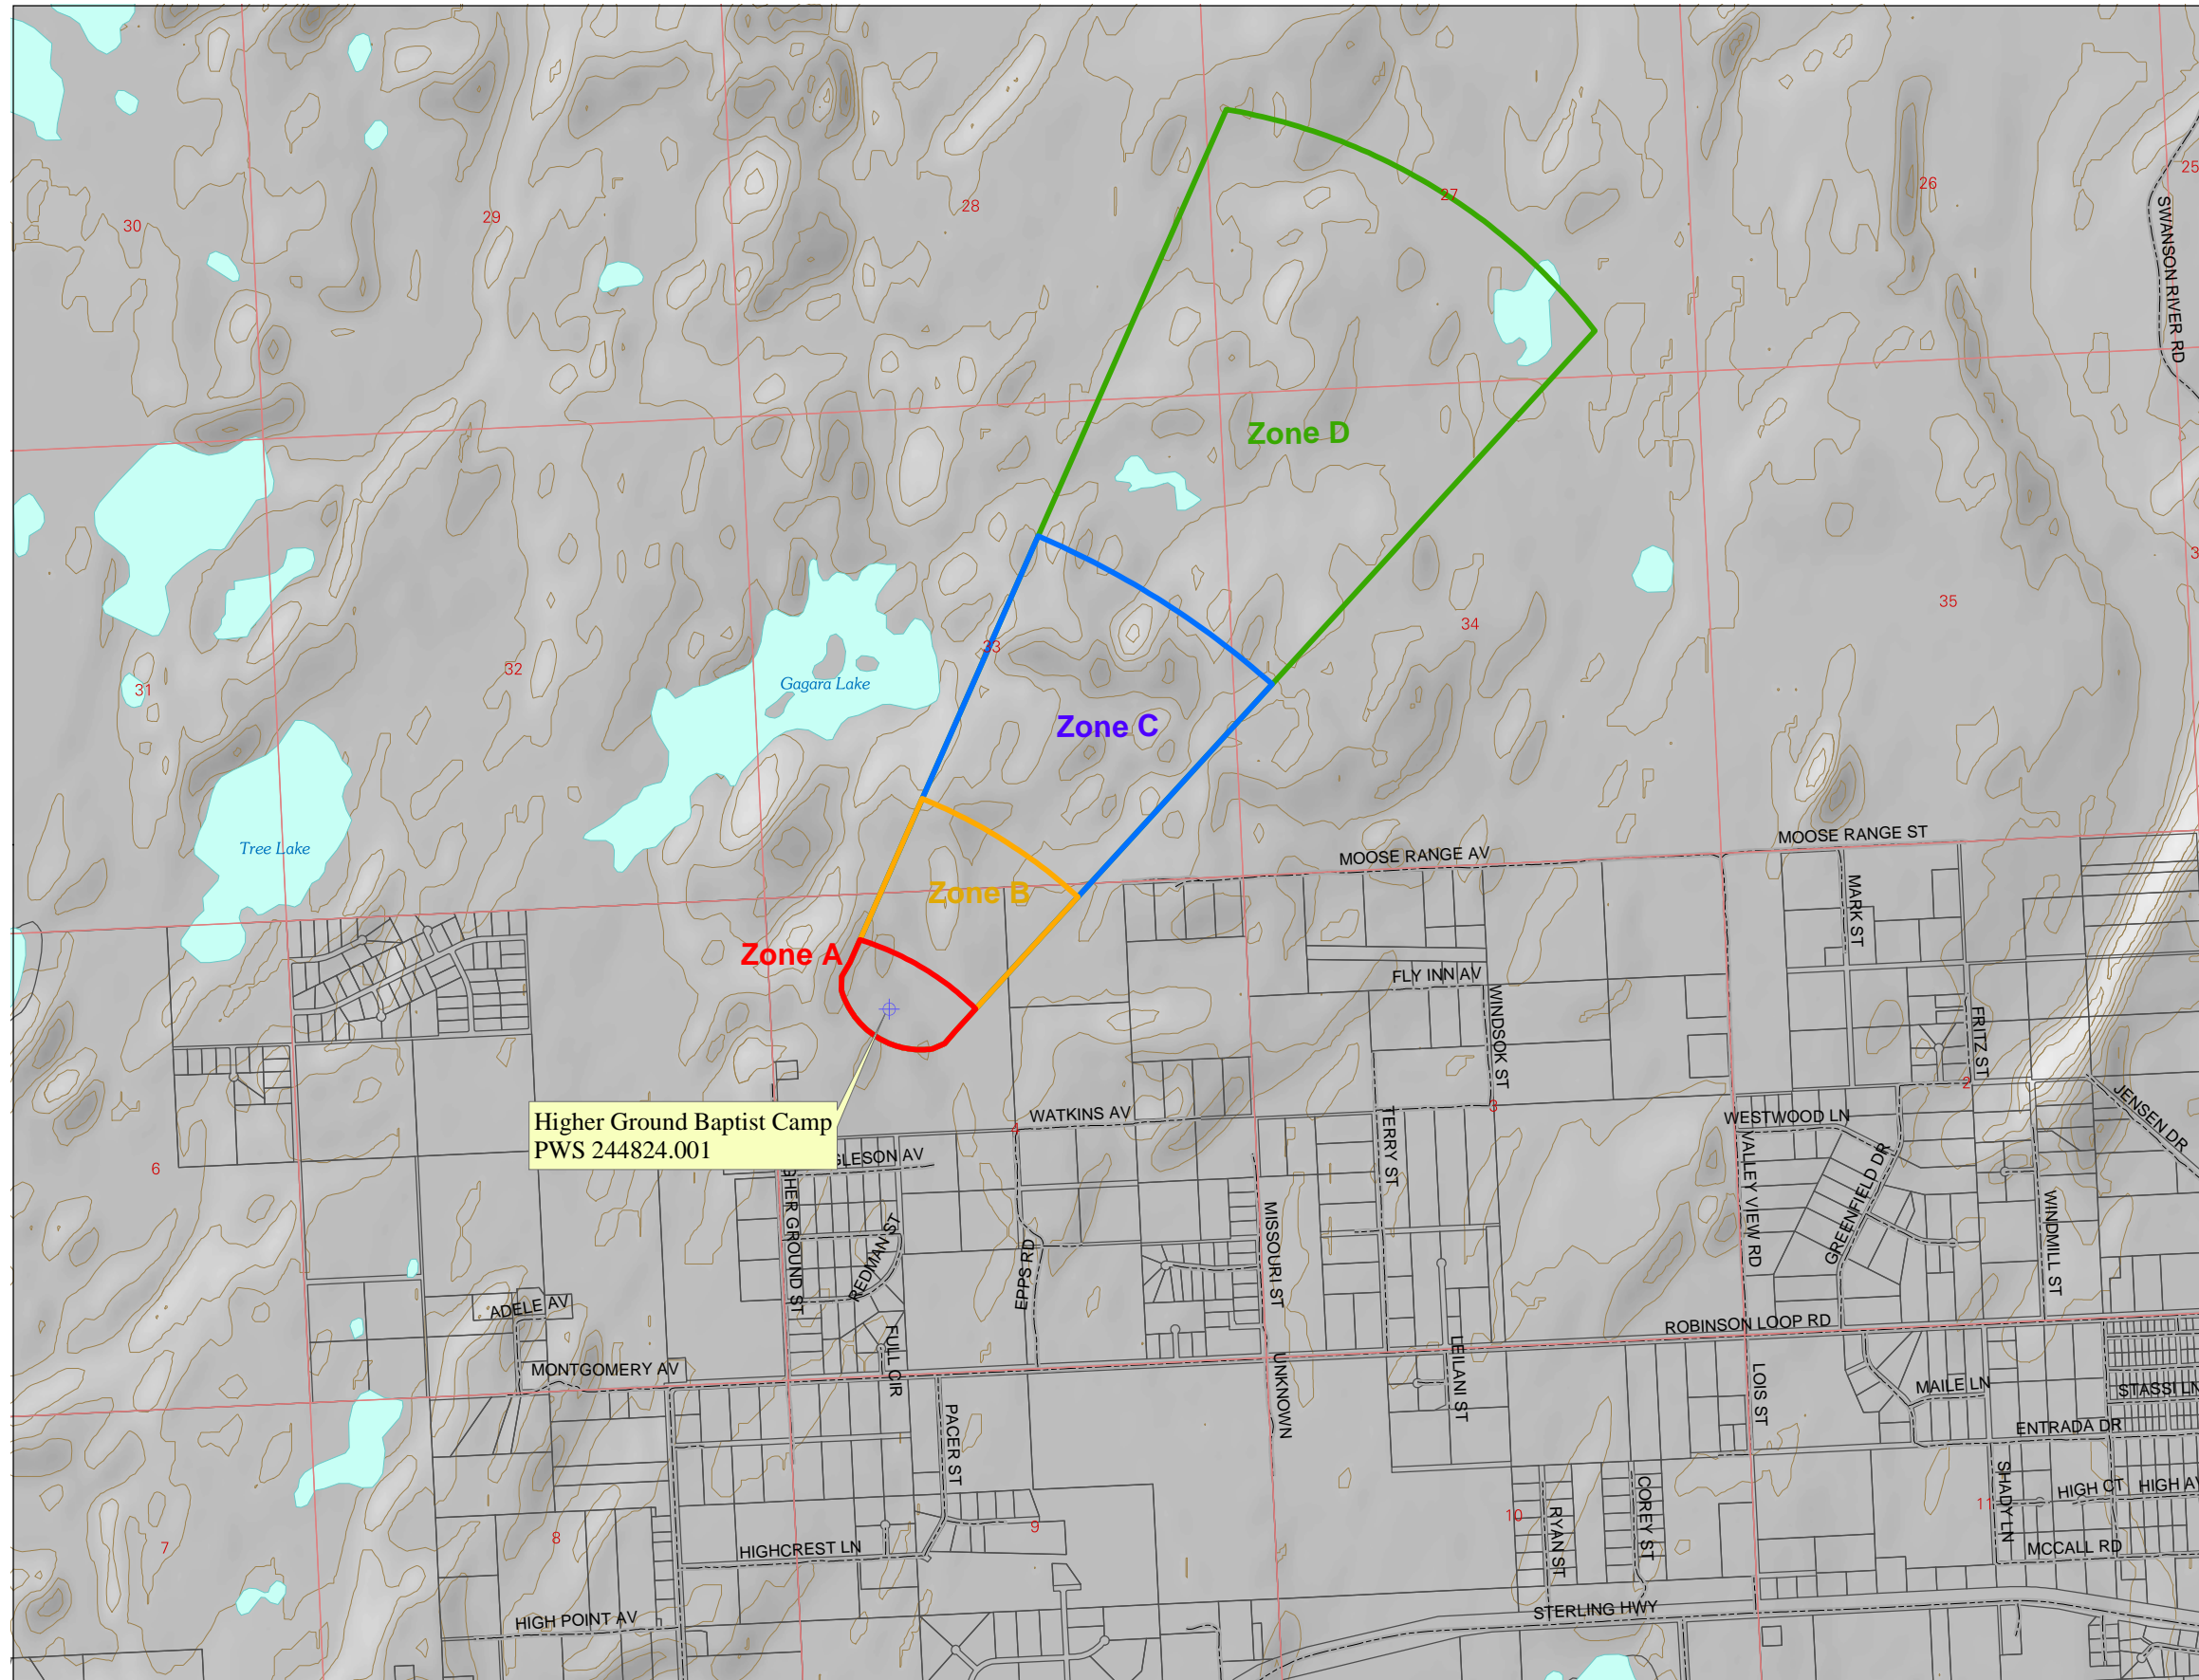 25
26
27
28
29
30
SWANSON RIVER RD
Zone D
3
35
34
33
32
31
Gagara Lake
Zone C
Tree Lake
MOOSE RANGE ST
MOOSE RANGE AV
Zone B
MARK ST
Zone A
FLY INN AV
WINDSOK ST
FRITZ ST
2
3
4
6
Higher Ground Baptist Camp
PWS 244824.001
WATKINS AV
WESTWOOD LN
JENSEN DR
TERRY ST
VALLEY VIEW RD
GREENFIELD DR
WINDMILL ST
GLESON AV
HER GROUND ST
REDMAN ST
EPPS RD
MISSOURI ST
ADELE AV
ROBINSON LOOP RD
FULL CIR
MONTGOMERY AV
UNKNOWN
LEILANI ST
LOIS ST
MAILE LN
STASSI LN
PACER ST
ENTRADA DR
SHADY LN
HIGH CT
HIGH AV
COREY ST
RYAN ST
11
10
9
8
7
HIGHCREST LN
MCCALL RD
HIGH POINT AV
STERLING HWY